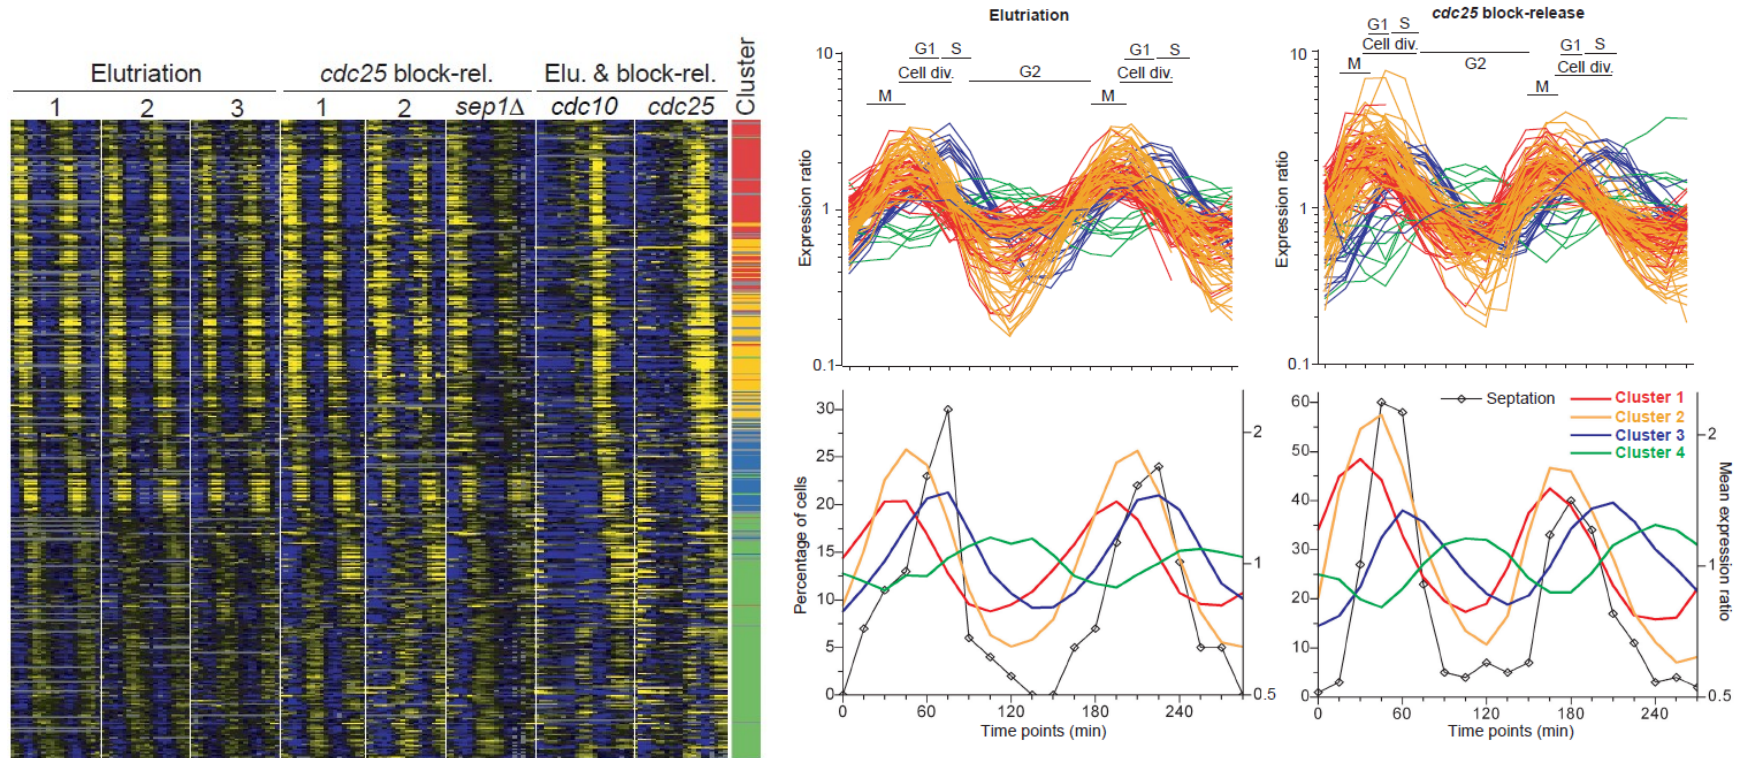 Elutriation
cdc25 block-rel.
Elu. & block-rel.
Cluster
1
2
3
1
2
sep1Δ
cdc10
cdc25
Elutriation
G1
S
G1
S
Cell div.
G2
Cell div.
M
M
10
1
0.1
Expression ratio
cdc25 block-release
G1
S
G1
S
Cell div.
G2
Cell div.
M
M
10
1
0.1
Expression ratio
30
25
20
15
10
5
0
Percentage of cells
2
1
0.5
0
60
120
180
240
Time points (min)
Septation
Cluster 1
Cluster 2
Cluster 3
Cluster 4
60
50
40
30
20
10
0
2
1
0.5
Mean expression ratio
0
60
120
180
240
Time points (min)